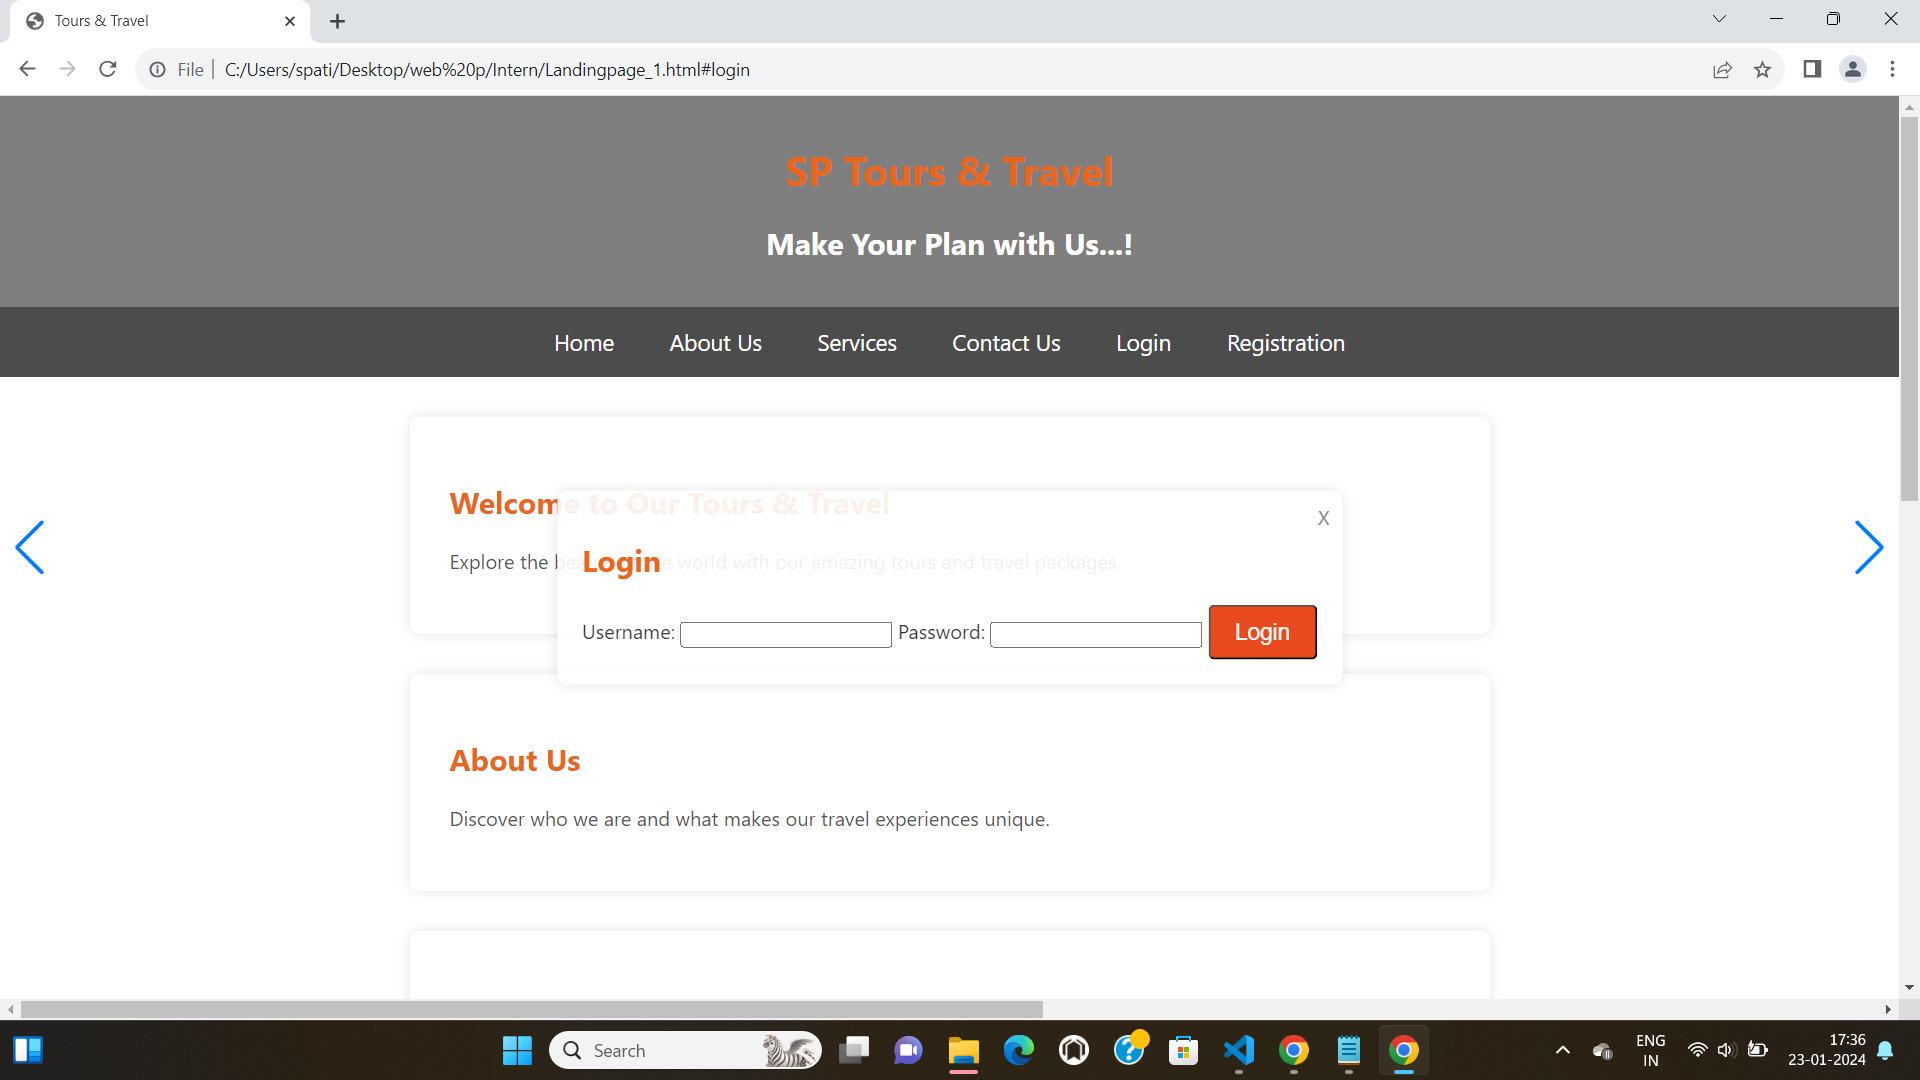 Tours & Travel
File
C:/Users/spati/Desktop/web%20p/Intern/Landingpage_1.html#login
SP Tours & Travel
Make Your Plan with Us...!
Home About Us Services Contact Us Login Registration
Welcome to Our Tours & Travel
X
Explore the bea e world with our amazing tours and travel packages.
Login
Username: Password: Login
About Us
Discover who we are and what makes our travel experiences unique.
Search
ENG
IN
17:36
23-01-2024